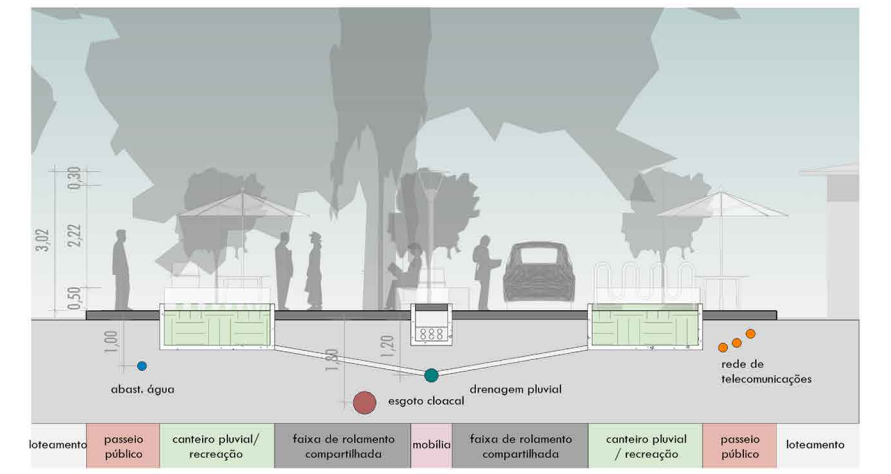 0,30
2,22
3,02
0,50
1,00
1,80
1,20
abast. água
esgoto cloacal
drenagem pluvial
rede de
telecomunicações
loteamento
passeio
público
canteiro pluvial/
recreação
faixa de rolamento
compartilhada
mobília
faixa de rolamento
compartilhada
canteiro pluvial
/ recreação
passeio
público
loteamento